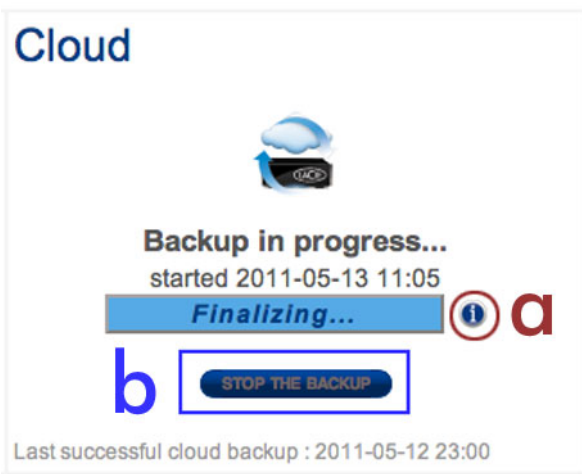 Cloud
LACIE
Backup in progress...
started 2011-05-13 11:05
Finalizing...
i
a
b
STOP THE BACKUP
Last successful cloud backup : 2011-05-12 23:00